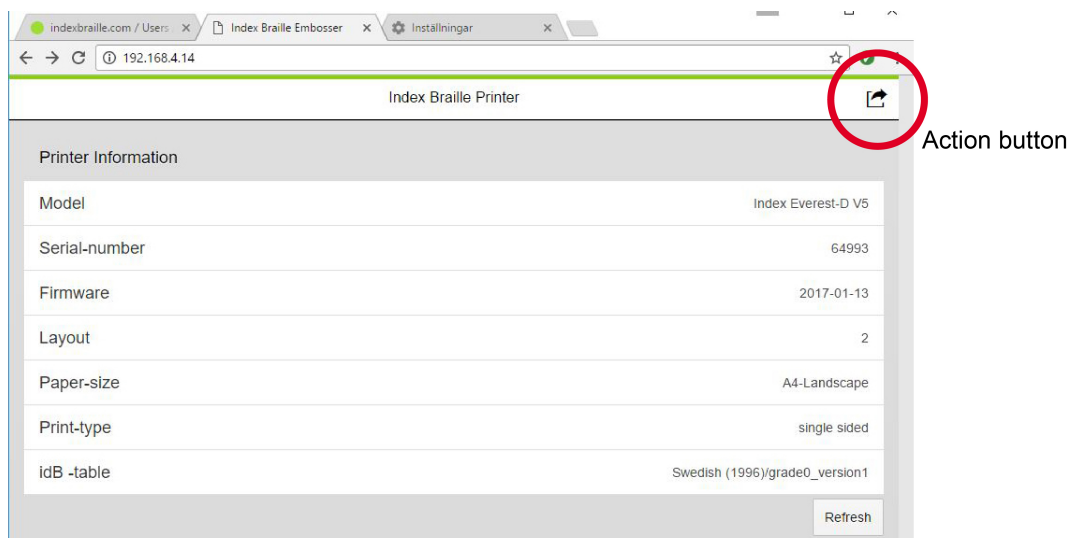 indexbraille.com / Users Index Braille Embosser Inställningar
192.168.4.14
Index Braille Printer
Action button
Printer Information
Model Index Everest-D V5
Serial-number 64993
Firmware 2017-01-13
Layout 2
Paper-size A4-Landscape
Print-type single sided
idB -table Swedish (1996)/grade0_version1
Refresh